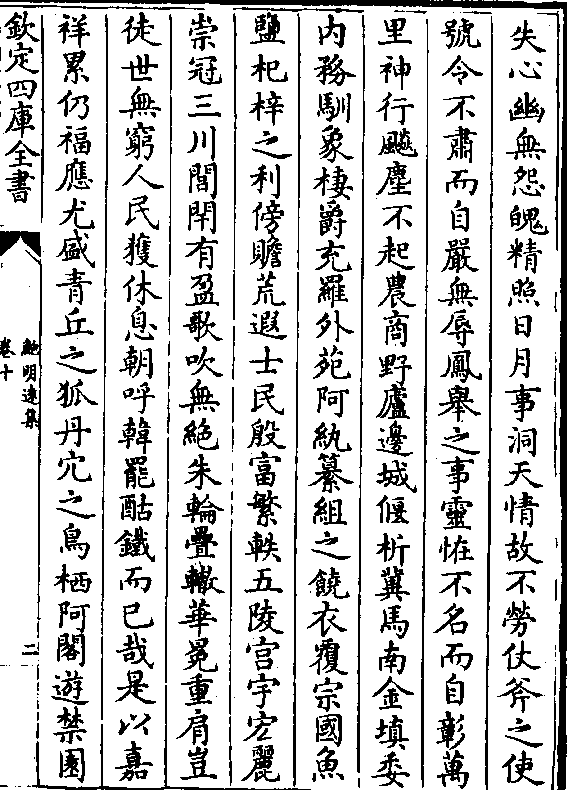 失心幽無怨魄精照日月事洞天情故不勞仗斧之使
號令不肅而自嚴無辱鳳舉之事靈怪不名而自彰萬
里神行飈塵不起農商野廬邊城偃析冀馬南金填委
内務馴象棲爵充羅外苑阿紈纂組之饒衣覆宗國魚
鹽杞梓之利傍贍荒遐士民殷富繁軼五陵宫宇宏麗
崇冠三川閭閈有盈歌吹無絶朱輪疊轍華冕重肩豈
徒世無窮人民獲休息朝呼韓罷酤鐵而已哉是以嘉
祥累仍福應尤盛青丘之狐丹穴之鳥栖阿閣遊禁園
欽定四庫全書
鮑明逺集
卷十
二